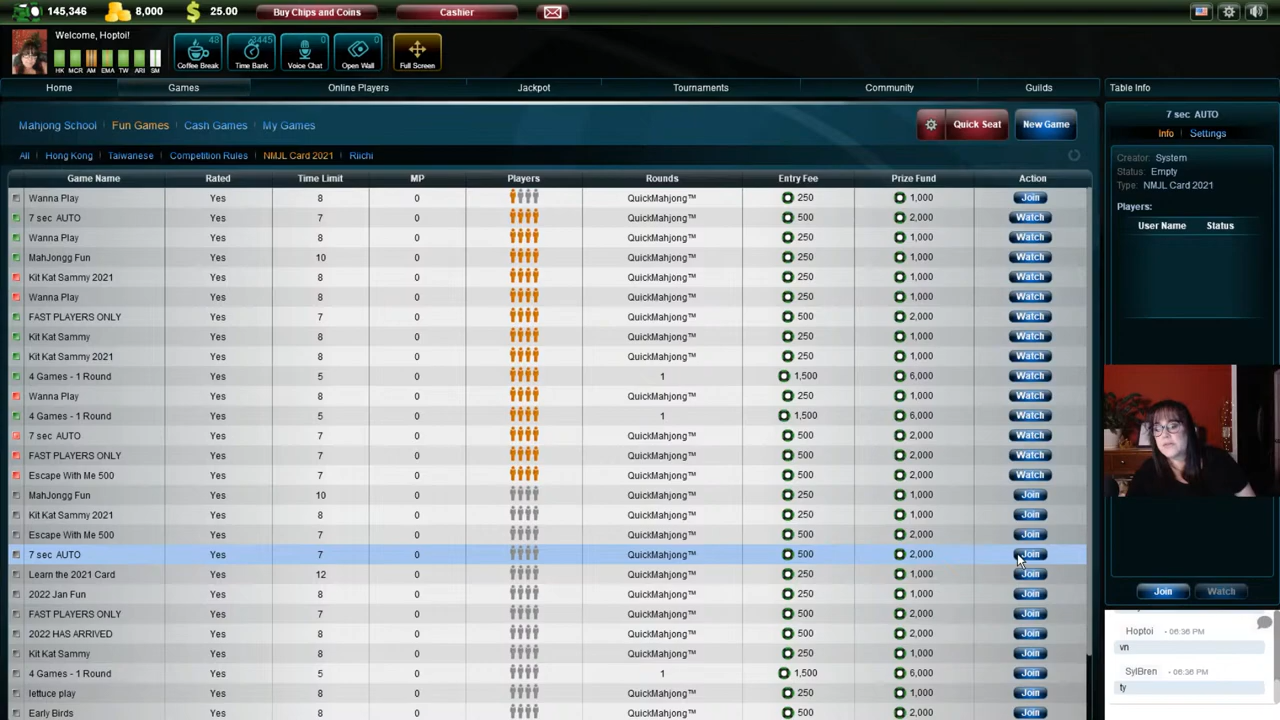 145,346 8,000 25.00 Buy Chips and Coins Cashier
Welcome, Hoptoi!
HK MCR AM EMA TW ARI SM
48 Coffee Break 1445 Time Bank 0 Voice Chat 0 Open Wall Full Screen
Home Games Online Players Jackpot Tournaments Community Guilds Table Info
Mahjong School Fun Games Cash Games My Games Quick Seat New Game
All Hong Kong Taiwanese Competition Rules NMJL Card 2021 Riichi
Game Name Rated Time Limit MP Players Rounds Entry Fee Prize Fund Action
Wanna Play Yes 8 0 QuickMahjong™ 250 1,000 Join
7 sec AUTO Yes 7 0 QuickMahjong™ 500 2,000 Watch
Wanna Play Yes 8 0 QuickMahjong™ 250 1,000 Watch
MahJongg Fun Yes 10 0 QuickMahjong™ 250 1,000 Watch
Kit Kat Sammy 2021 Yes 8 0 QuickMahjong™ 250 1,000 Watch
Wanna Play Yes 8 0 QuickMahjong™ 250 1,000 Watch
FAST PLAYERS ONLY Yes 7 0 QuickMahjong™ 500 2,000 Watch
Kit Kat Sammy Yes 8 0 QuickMahjong™ 250 1,000 Watch
Kit Kat Sammy 2021 Yes 8 0 QuickMahjong™ 250 1,000 Watch
4 Games - 1 Round Yes 5 0 1 1,500 6,000 Watch
Wanna Play Yes 8 0 QuickMahjong™ 250 1,000 Watch
4 Games - 1 Round Yes 5 0 1 1,500 6,000 Watch
7 sec AUTO Yes 7 0 QuickMahjong™ 500 2,000 Watch
FAST PLAYERS ONLY Yes 7 0 QuickMahjong™ 500 2,000 Watch
Escape With Me 500 Yes 7 0 QuickMahjong™ 500 2,000 Watch
MahJongg Fun Yes 10 0 QuickMahjong™ 250 1,000 Join
Kit Kat Sammy 2021 Yes 8 0 QuickMahjong™ 250 1,000 Join
Escape With Me 500 Yes 7 0 QuickMahjong™ 500 2,000 Join
7 sec AUTO Yes 7 0 QuickMahjong™ 500 2,000 Join
Learn the 2021 Card Yes 12 0 QuickMahjong™ 250 1,000 Join
2022 Jan Fun Yes 8 0 QuickMahjong™ 250 1,000 Join
FAST PLAYERS ONLY Yes 7 0 QuickMahjong™ 500 2,000 Join
2022 HAS ARRIVED Yes 8 0 QuickMahjong™ 500 2,000 Join
Kit Kat Sammy Yes 8 0 QuickMahjong™ 250 1,000 Join
4 Games - 1 Round Yes 5 0 1 1,500 6,000 Join
lettuce play Yes 8 0 QuickMahjong™ 250 1,000 Join
Early Birds Yes 8 0 QuickMahjong™ 500 2,000 Join
7 sec AUTO
Info Settings
Creator: System
Status: Empty
Type: NMJL Card 2021
Players:
User Name Status
Join Watch
Hoptoi • 06:36 PM
vn
SylBren • 06:36 PM
ty